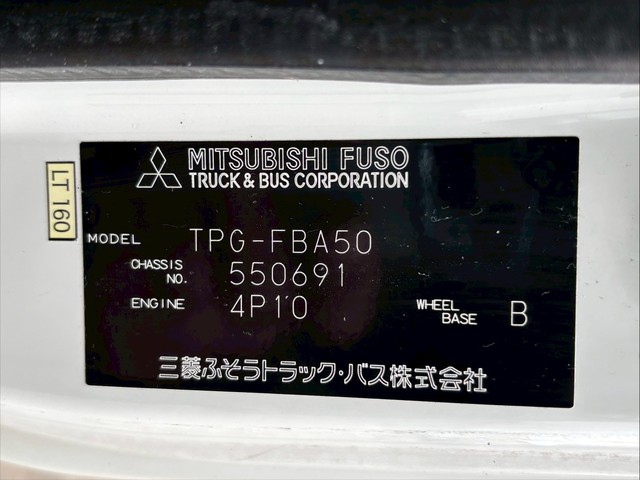 MITSUBISHI FUSO
TRUCK & BUS CORPORATION
LT 160
MODEL TPG-FBA50
CHASSIS NO. 550691
ENGINE 4P10 WHEEL BASE B
三菱ふそうトラック・バス株式会社